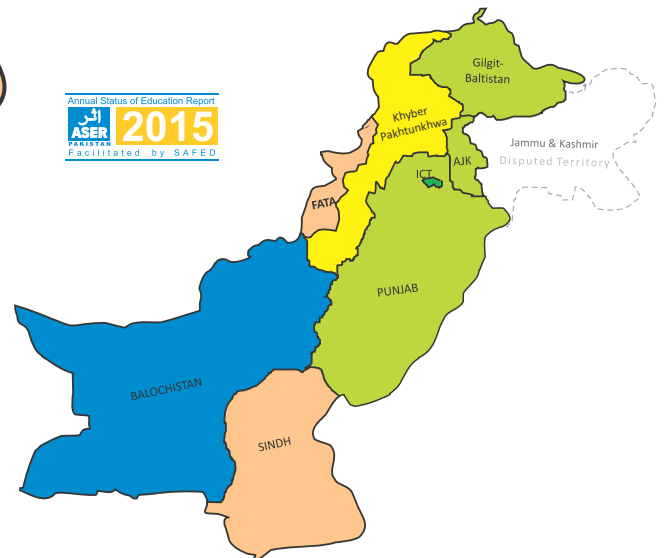 Annual Status of Education Report
اثر
ASER
PAKISTAN
2015
Facilitated by SAFED
Gilgit-
Baltistan
Khyber
Pakhtunkhwa
Jammu & Kashmir
Disputed Territory
AJK
ICT
FATA
PUNJAB
BALOCHISTAN
SINDH